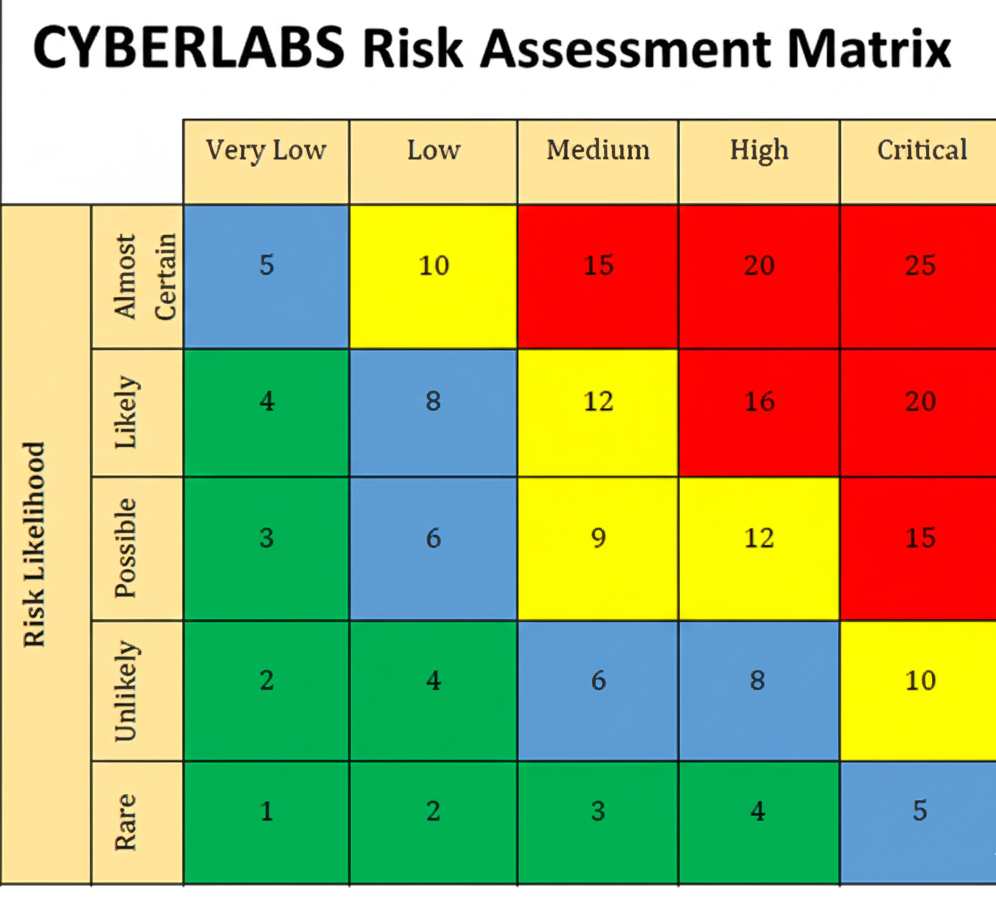 CYBERLABS Risk Assessment Matrix
Very Low Low Medium High Critical
Risk Likelihood
Almost Certain 5 10 15 20 25
Likely 4 8 12 16 20
Possible 3 6 9 12 15
Unlikely 2 4 6 8 10
Rare 1 2 3 4 5